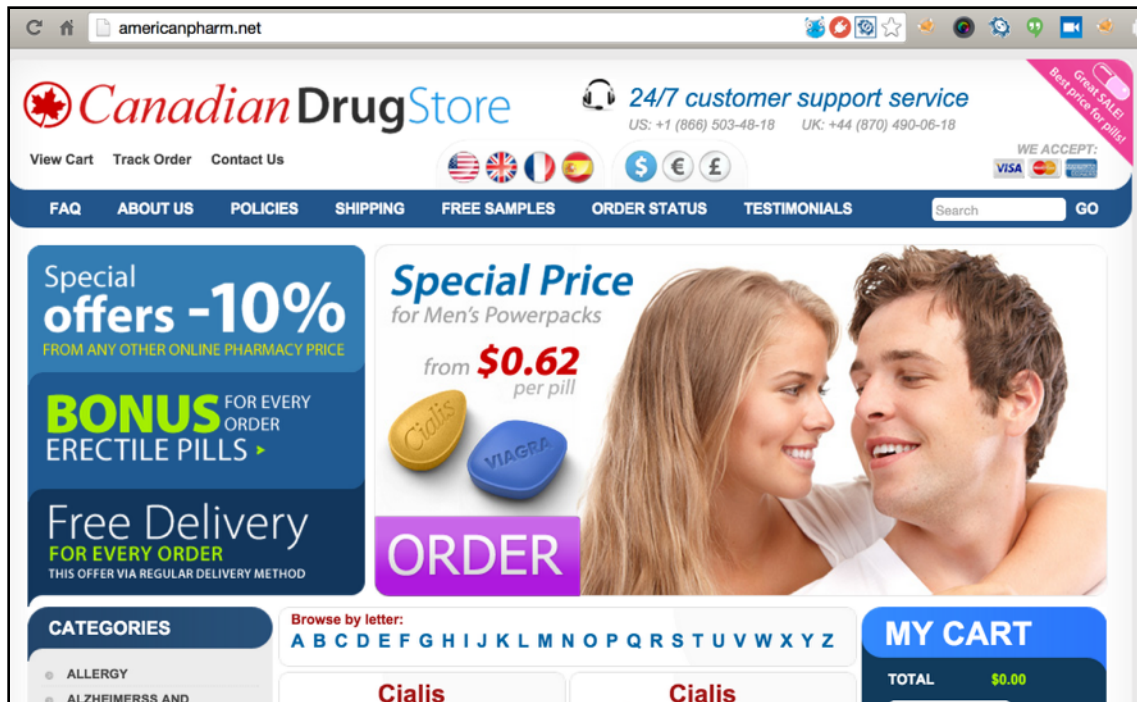 americanpharm.net
Canadian DrugStore
24/7 customer support service
US: +1 (866) 503-48-18 UK: +44 (870) 490-06-18
Great SALE!
Best price for pills!
View Cart Track Order Contact Us
$ € £
WE ACCEPT:
VISA
FAQ ABOUT US POLICIES SHIPPING FREE SAMPLES ORDER STATUS TESTIMONIALS Search GO
Special
offers -10%
FROM ANY OTHER ONLINE PHARMACY PRICE
BONUS FOR EVERY
ORDER
ERECTILE PILLS
Free Delivery
FOR EVERY ORDER
THIS OFFER VIA REGULAR DELIVERY METHOD
Special Price
for Men's Powerpacks
from $0.62
per pill
Cialis
VIAGRA
ORDER
CATEGORIES
ALLERGY
ALZHEIMERSS AND
Browse by letter:
A B C D E F G H I J K L M N O P Q R S T U V W X Y Z
Cialis Cialis
MY CART
TOTAL $0.00